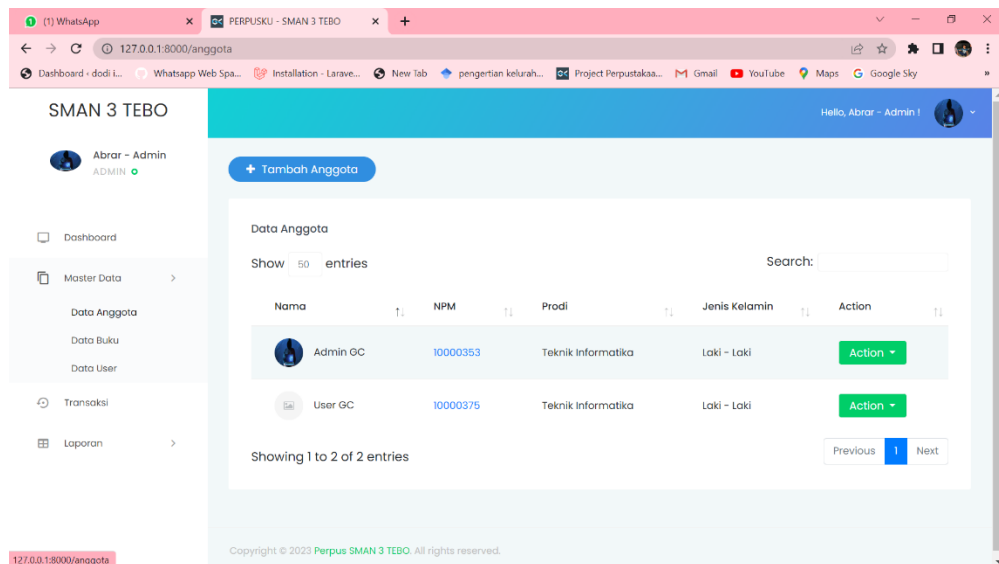 (1) WhatsApp
PERPUSKU - SMAN 3 TEBO
127.0.0.1:8000/anggota
Dashboard - dodi i... Whatsapp Web Spa... Installation - Larave... New Tab pengertian kelurah... Project Perpustakaa... Gmail YouTube Maps Google Sky »
SMAN 3 TEBO
Hello, Abrar - Admin !
Abrar - Admin
ADMIN
Dashboard
Master Data
Data Anggota
Data Buku
Data User
Transaksi
Laporan
+ Tambah Anggota
Data Anggota
Show 50 entries
Search:
Nama NPM Prodi Jenis Kelamin Action
Admin GC 10000353 Teknik Informatika Laki - Laki Action
User GC 10000375 Teknik Informatika Laki - Laki Action
Showing 1 to 2 of 2 entries
Previous 1 Next
Copyright © 2023 Perpus SMAN 3 TEBO. All rights reserved.
127.0.0.1:8000/anggota